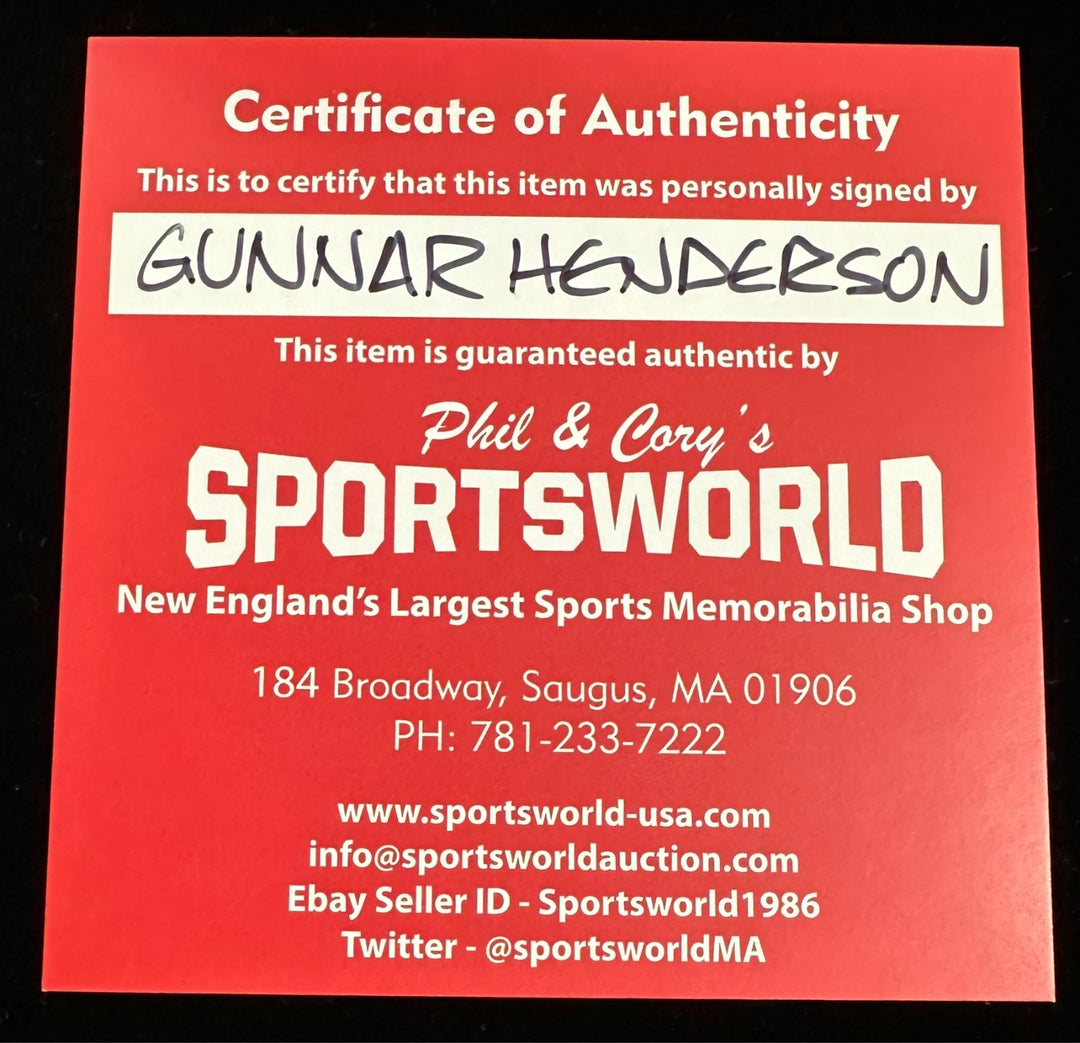 Certificate of Authenticity
This is to certify that this item was personally signed by
GUNNAR HENDERSON
This item is guaranteed authentic by
Phil & Cory's
SPORTSWORLD
New England's Largest Sports Memorabilia Shop
184 Broadway, Saugus, MA 01906
PH: 781-233-7222
www.sportsworld-usa.com
info@sportsworldauction.com
Ebay Seller ID - Sportsworld1986
Twitter - @sportsworldMA